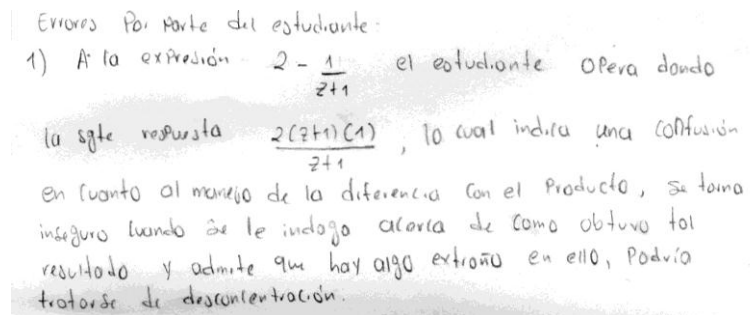 Errores Por parte del estudiante.
1) A la expresión 2 - 1/(z+1) el estudiante opera dando
la sgte respuesta 2(z+1)(1)/(z+1), lo cual indica una confusión
en cuanto al manejo de la diferencia con el producto, se torna
inseguro cuando se le indaga acerca de como obtuvo tal
resultado y admite que hay algo extraño en ello, Podría
tratarse de desconcentración.